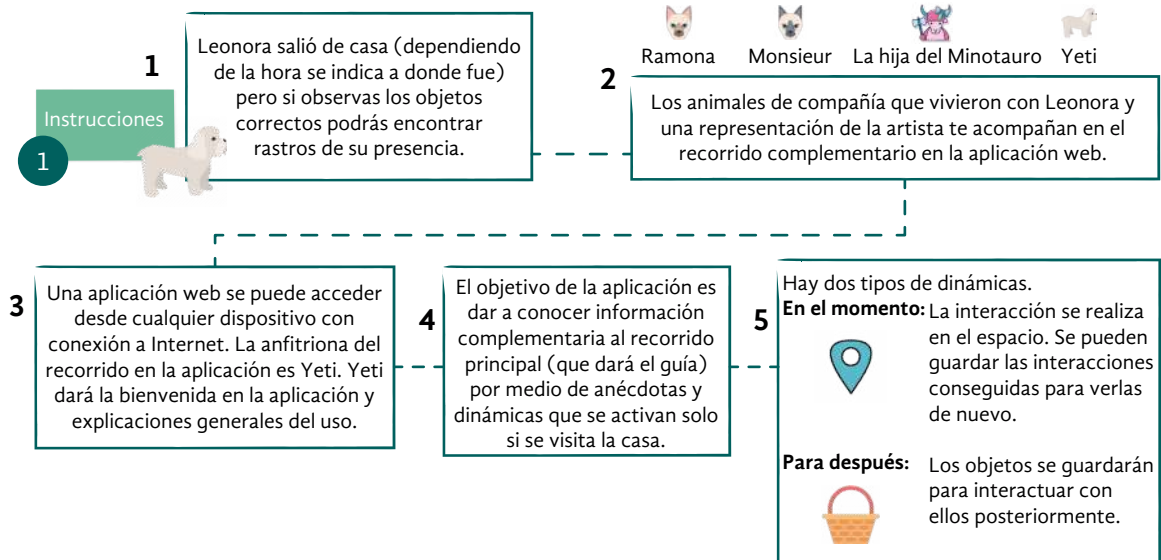 Instrucciones
1
1
Leonora salió de casa (dependiendo
de la hora se indica a donde fue)
pero si observas los objetos
correctos podrás encontrar
rastros de su presencia.
Ramona
Monsieur
La hija del Minotauro
Yeti
2
Los animales de compañía que vivieron con Leonora y
una representación de la artista te acompañan en el
recorrido complementario en la aplicación web.
3
Una aplicación web se puede acceder
desde cualquier dispositivo con
conexión a Internet. La anfitriona del
recorrido en la aplicación es Yeti. Yeti
dará la bienvenida en la aplicación y
explicaciones generales del uso.
4
El objetivo de la aplicación es
dar a conocer información
complementaria al recorrido
principal (que dará el guía)
por medio de anécdotas y
dinámicas que se activan solo
si se visita la casa.
5
Hay dos tipos de dinámicas.
En el momento:
La interacción se realiza
en el espacio. Se pueden
guardar las interacciones
conseguidas para verlas
de nuevo.
Para después:
Los objetos se guardarán
para interactuar con
ellos posteriormente.